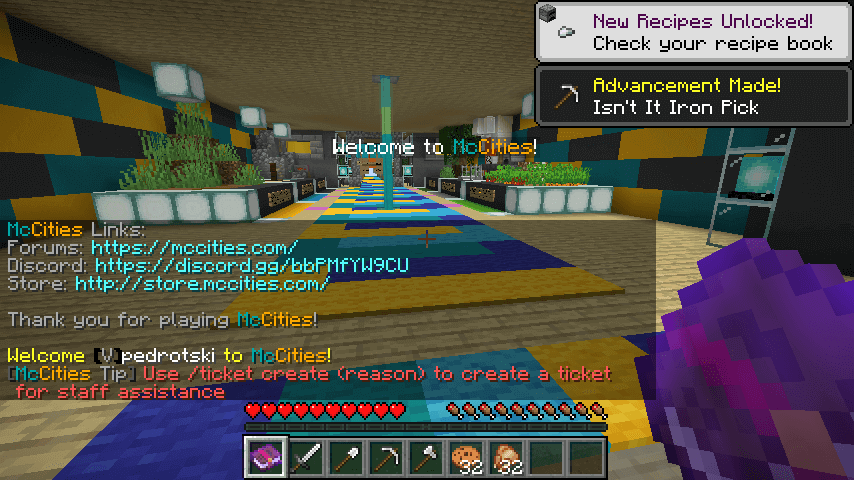 New Recipes Unlocked!
Check your recipe book
Advancement Made!
Isn't It Iron Pick
Welcome to McCities!
McCities Links:
Forums: https://mccities.com/
Discord: https://discord.gg/bbPMfYW9CU
Store: http://store.mccities.com/
Thank you for playing McCities!
Welcome [V]pedrotski to McCities!
[McCities Tip] Use /ticket create (reason) to create a ticket
for staff assistance
32
32